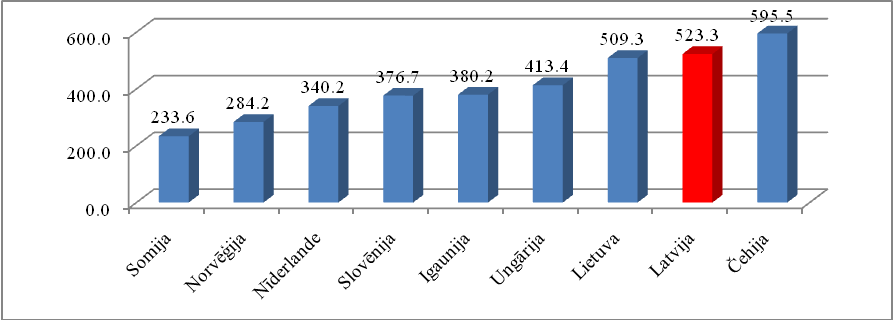 600.0
400.0
200.0
0.0
233.6
284.2
340.2
376.7
380.2
413.4
509.3
523.3
595.5
Somija
Norvēģija
Nīderlande
Slovēnija
Igaunija
Ungārija
Lietuva
Latvija
Čehija